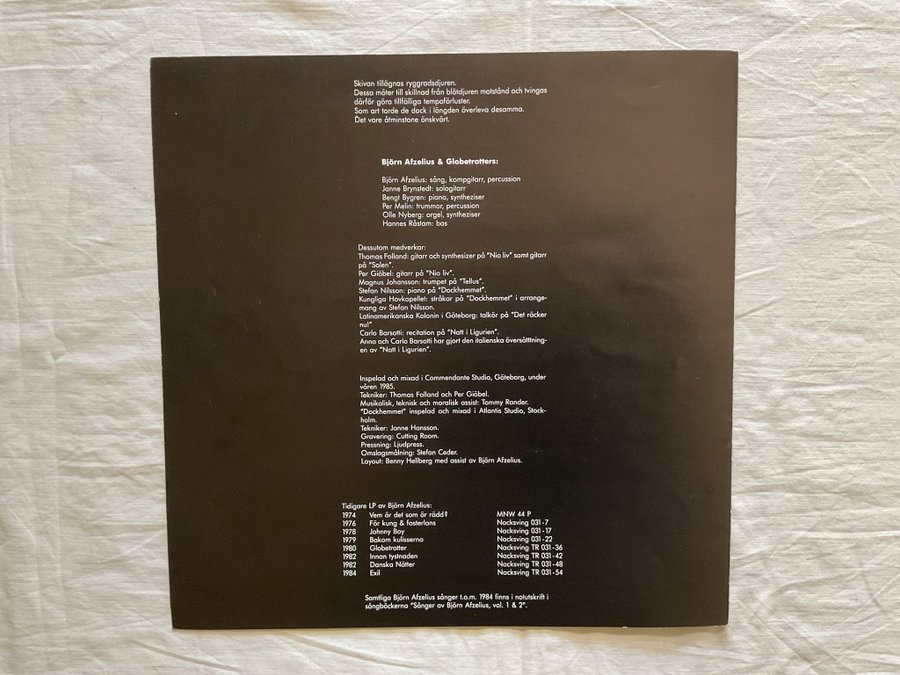 Skivan tillägnas ryggradsdjuren.
Dessa möter till skillnad från blötdjuren motstånd och tvingas
därför göra tillfälliga tempoförluster.
Som art torde de dock i längden överleva desamma.
Det vore åtminstone önskvärt.
Björn Afzelius & Globetrotters:
Björn Afzelius: sång, kompgitarr, percussion
Janne Brynstedt: sologitarr
Bengt Bygren: piano, syntheziser
Per Melin: trummor, percussion
Olle Nyberg: orgel, syntheziser
Hannes Råstam: bas
Dessutom medverkar:
Thomas Folland: gitarr och synthesizer på "Nio liv" samt gitarr
på "Solen".
Per Giöbel: gitarr på "Nio liv".
Magnus Johansson: trumpet på "Tellus".
Stefan Nilsson: piano på "Dockhemmet".
Kungliga Hovkapellet: stråkar på "Dockhemmet" i arrange-
mang av Stefan Nilsson.
Latinamerikanska Kolonin i Göteborg: talkör på "Det räcker
nu!"
Carlo Barsotti: recitation på "Natt i Ligurien".
Anna och Carlo Barsotti har gjort den italienska översättning-
en av "Natt i Ligurien".
Inspelad och mixad i Commendante Studio, Göteborg, under
våren 1985.
Tekniker: Thomas Folland och Per Giöbel.
Musikalisk, teknisk och moralisk assist: Tommy Rander.
"Dockhemmet" inspelad och mixad i Atlantis Studio, Stock-
holm.
Tekniker: Janne Hansson.
Gravering: Cutting Room.
Pressning: Ljudpress.
Omslagsmålning: Stefan Ceder.
Layout: Benny Hellberg med assist av Björn Afzelius.
Tidigare LP av Björn Afzelius:
1974 Vem är det som är rädd? MNW 44 P
1976 För kung & fosterlans Nacksving 031-7
1978 Johnny Boy Nacksving 031-17
1979 Bakom kulisserna Nacksving 031-22
1980 Globetrotter Nacksving TR 031-36
1982 Innan tystnaden Nacksving TR 031-42
1982 Danska Nätter Nacksving TR 031-48
1984 Exil Nacksving TR 031-54
Samtliga Björn Afzelius sånger t.o.m. 1984 finns i notutskrift i
sångböckerna "Sånger av Björn Afzelius, vol. 1 & 2".